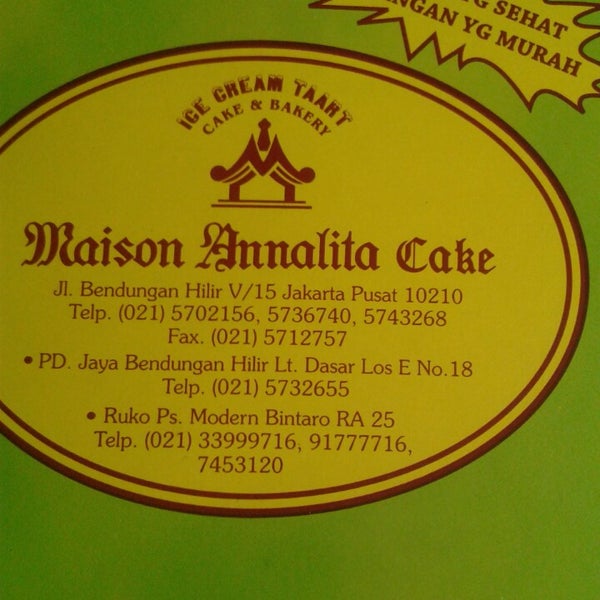 YG SEHAT
NGAN YG MURAH
ICE CREAM TAART
CAKE & BAKERY
Maison Annalita Cake
Jl. Bendungan Hilir V/15 Jakarta Pusat 10210
Telp. (021) 5702156, 5736740, 5743268
Fax. (021) 5712757
• PD. Jaya Bendungan Hilir Lt. Dasar Los E No.18
Telp. (021) 5732655
• Ruko Ps. Modern Bintaro RA 25
Telp. (021) 33999716, 91777716,
7453120